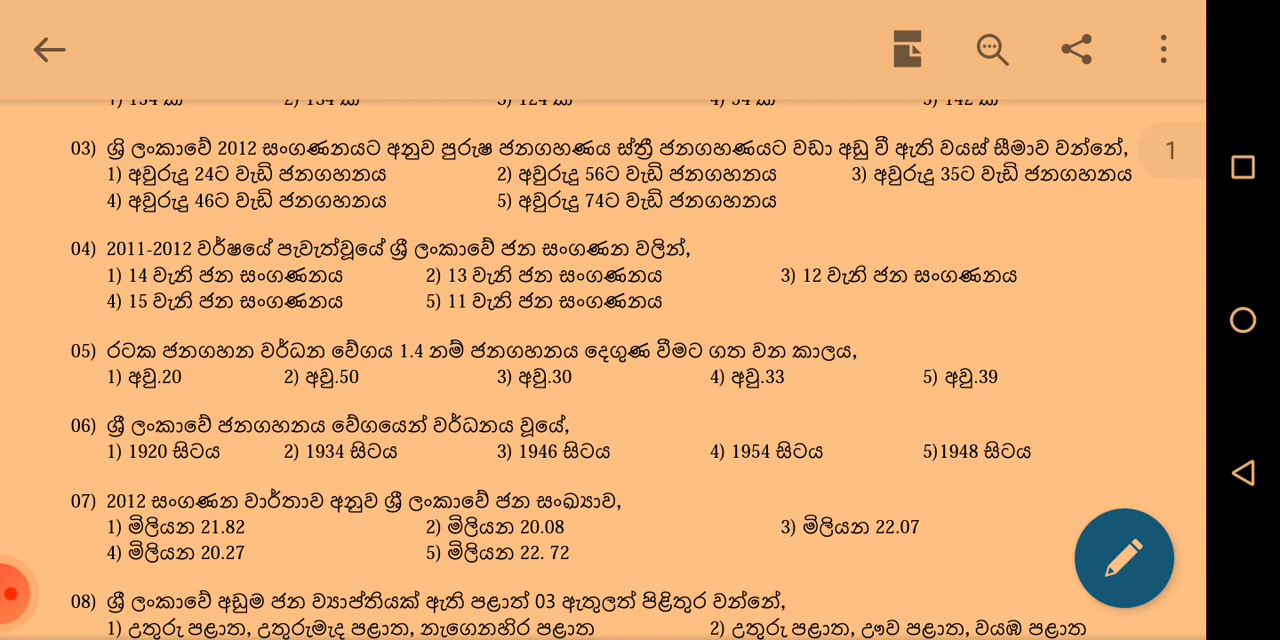 1
03) ශ්‍රි ලංකාවේ 2012 සංගණනයට අනුව පුරුෂ ජනගහණය ස්ත්‍රී ජනගහණයට වඩා අඩු වී ඇති වයස් සීමාව වන්නේ,
1) අවුරුදු 24ට වැඩි ජනගහනය 2) අවුරුදු 56ට වැඩි ජනගහනය 3) අවුරුදු 35ට වැඩි ජනගහනය
4) අවුරුදු 46ට වැඩි ජනගහනය 5) අවුරුදු 74ට වැඩි ජනගහනය
04) 2011-2012 වර්ෂයේ පැවැත්වූයේ ශ්‍රී ලංකාවේ ජන සංගණන වලින්,
1) 14 වැනි ජන සංගණනය 2) 13 වැනි ජන සංගණනය 3) 12 වැනි ජන සංගණනය
4) 15 වැනි ජන සංගණනය 5) 11 වැනි ජන සංගණනය
05) රටක ජනගහන වර්ධන වේගය 1.4 නම් ජනගහනය දෙගුණ වීමට ගත වන කාලය,
1) අවු.20 2) අවු.50 3) අවු.30 4) අවු.33 5) අවු.39
06) ශ්‍රී ලංකාවේ ජනගහනය වේගයෙන් වර්ධනය වූයේ,
1) 1920 සිටය 2) 1934 සිටය 3) 1946 සිටය 4) 1954 සිටය 5)1948 සිටය
07) 2012 සංගණන වාර්තාව අනුව ශ්‍රී ලංකාවේ ජන සංඛ්‍යාව,
1) මිලියන 21.82 2) මිලියන 20.08 3) මිලියන 22.07
4) මිලියන 20.27 5) මිලියන 22. 72
08) ශ්‍රී ලංකාවේ අඩුම ජන ව්‍යාප්තියක් ඇති පළාත් 03 ඇතුලත් පිළිතුර වන්නේ,
1) උතුරු පළාත, උතුරුමැද පළාත, නැගෙනහිර පළාත 2) උතුරු පළාත, ඌව පළාත, වයඹ පළාත